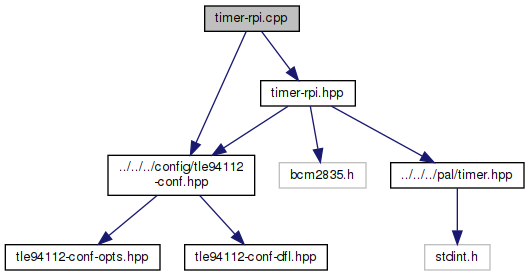 timer-rpi.cpp
timer-rpi.hpp
../../../config/tle94112
-conf.hpp
bcm2835.h
../../../pal/timer.hpp
tle94112-conf-opts.hpp
tle94112-conf-dfl.hpp
stdint.h